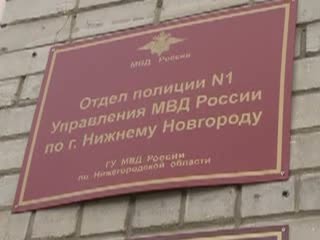 МВД России
Отдел полиции N1
Управления МВД России
по г. Нижнему Новгороду
ГУ МВД России
по Нижегородской области